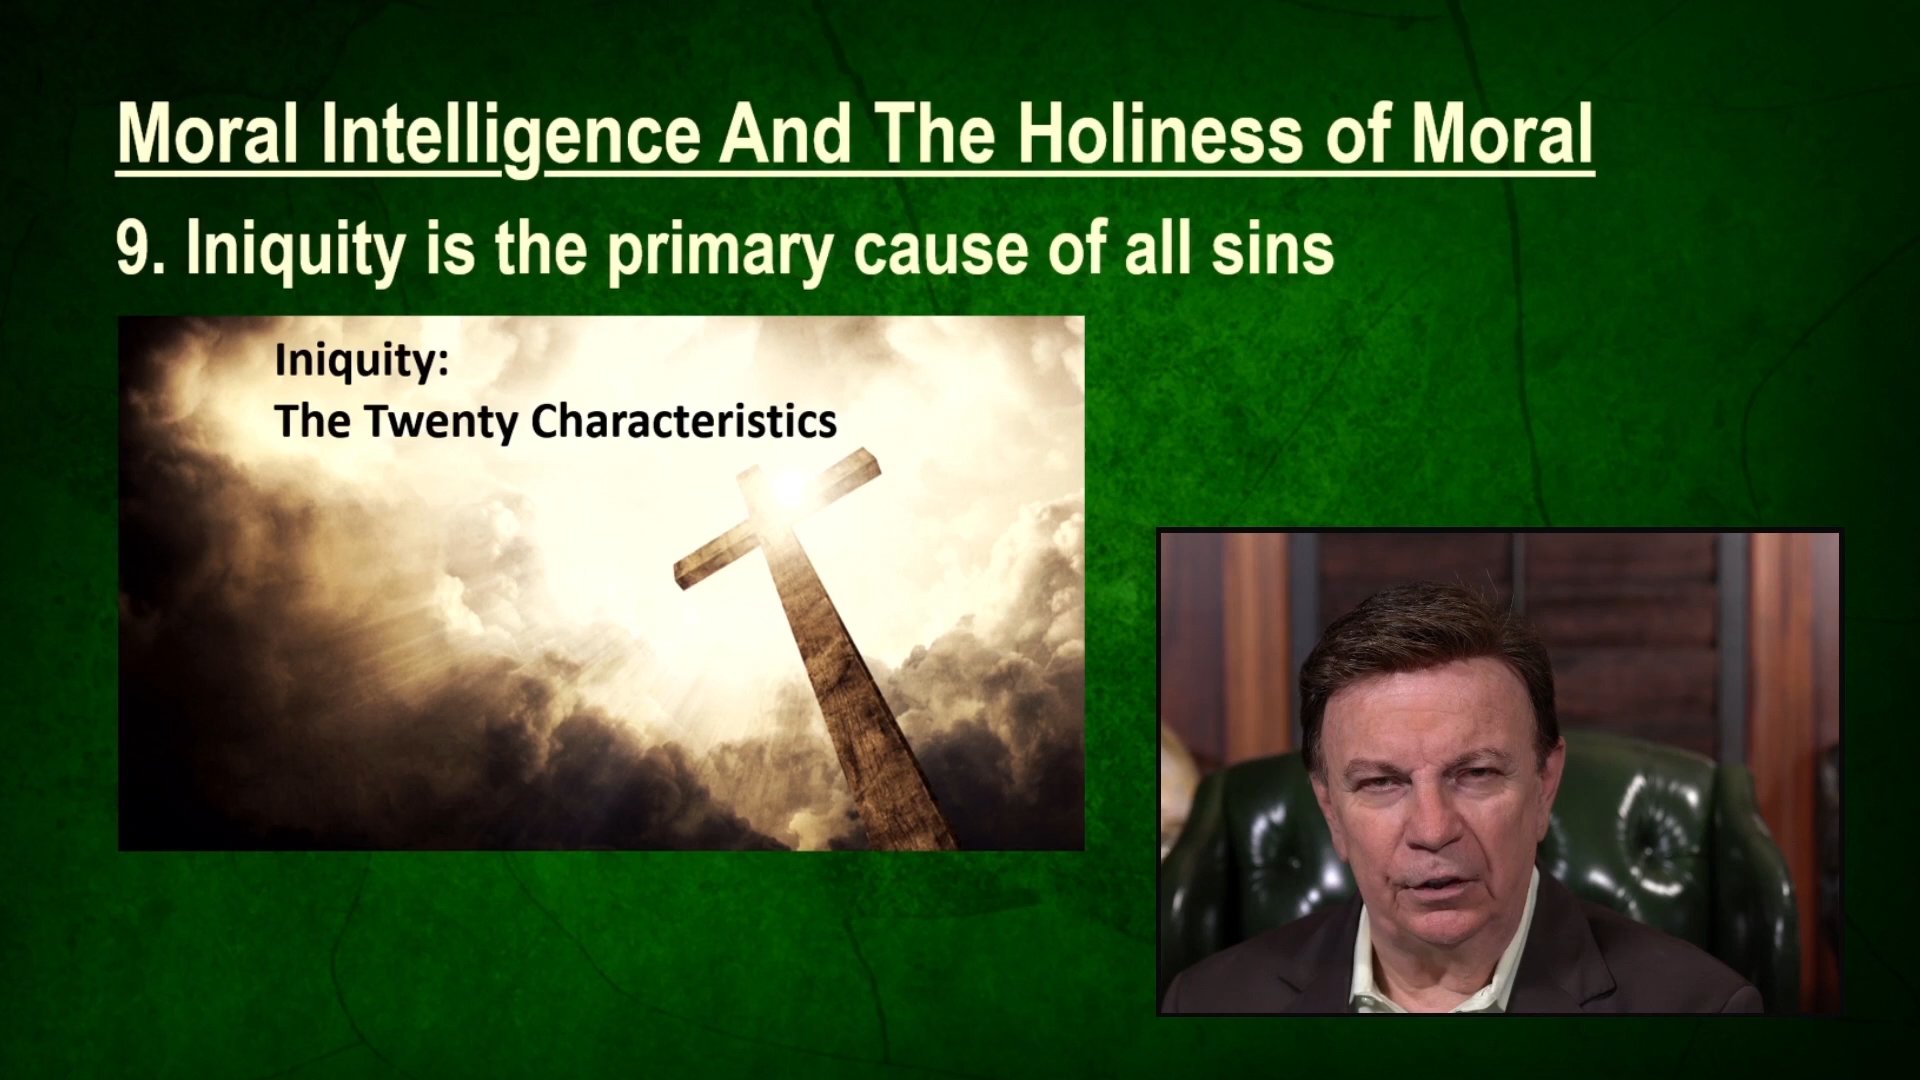 Moral Intelligence And The Holiness of Moral
9. Iniquity is the primary cause of all sins
Iniquity:
The Twenty Characteristics